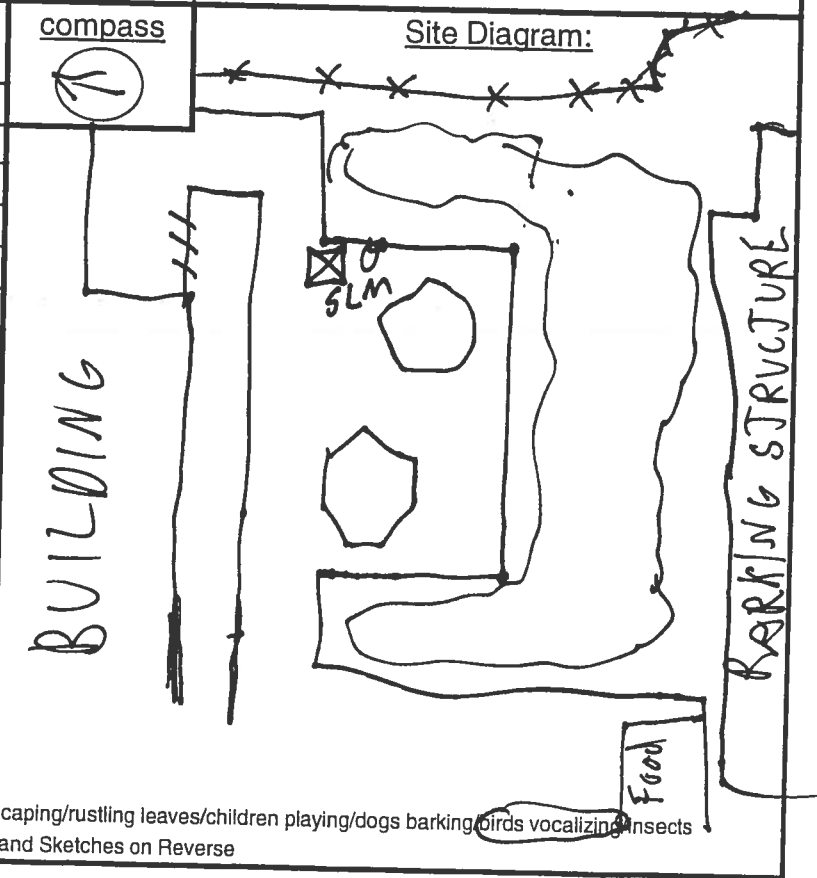 compass
Site Diagram:
SLM
BUILDING
PARKING STRUCTURE
Food
caping/rustling leaves/children playing/dogs barking/birds vocalizing/insects
and Sketches on Reverse